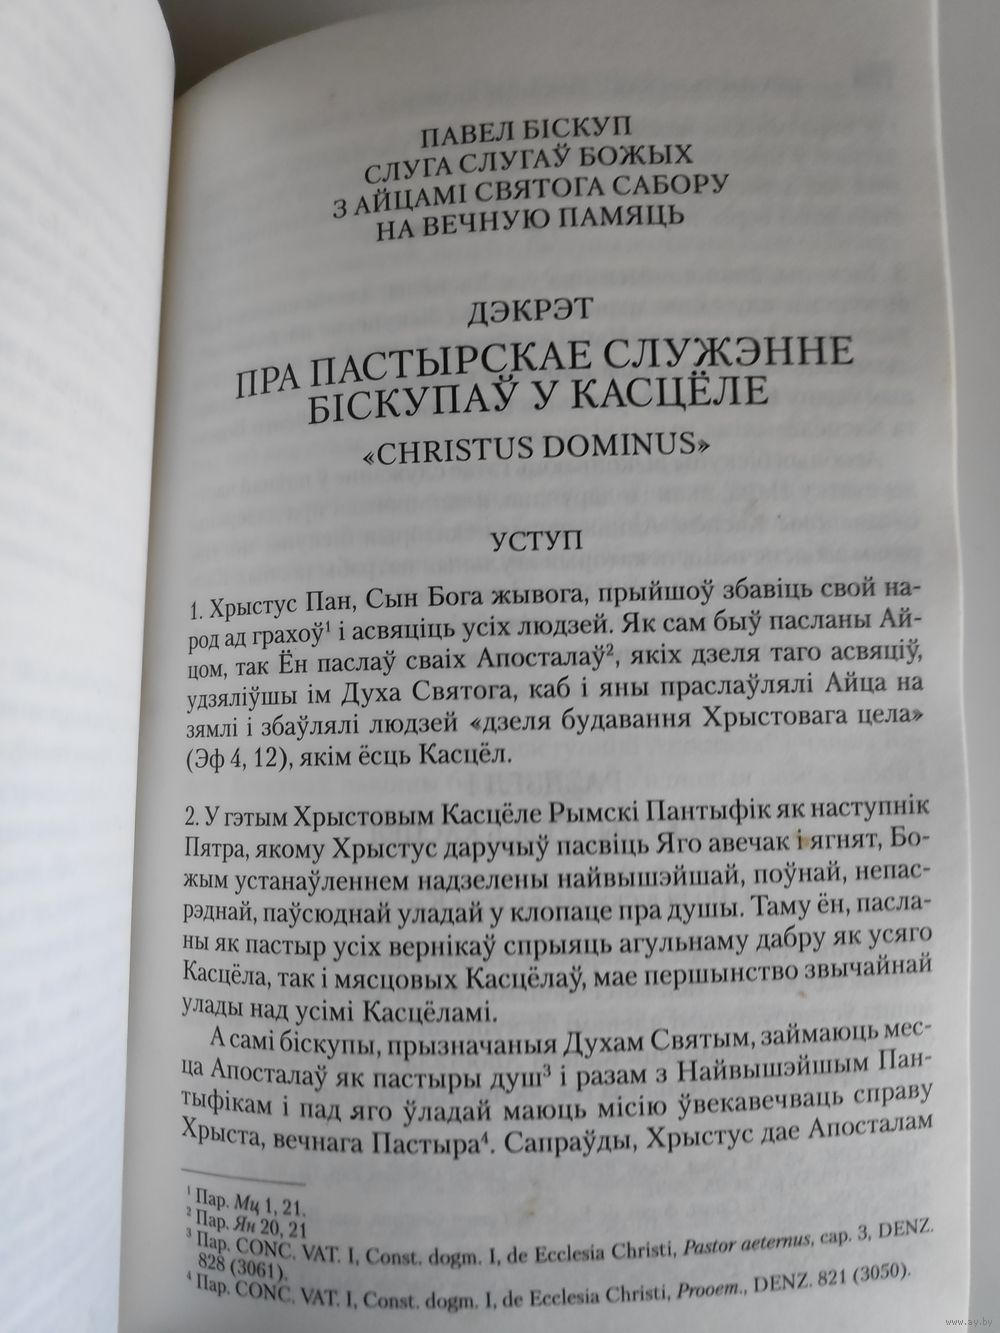 ПАВЕЛ БІСКУП
СЛУГА СЛУГАЎ БОЖЫХ
З АЙЦАМІ СВЯТОГА САБОРУ
НА ВЕЧНУЮ ПАМЯЦЬ
ДЭКРЭТ
ПРА ПАСТЫРСКАЕ СЛУЖЭННЕ
БІСКУПАЎ У КАСЦЁЛЕ
«CHRISTUS DOMINUS»
УСТУП
1. Хрыстус Пан, Сын Бога жывога, прыйшоў збавіць свой на-
род ад грахоў¹ і асвяціць усіх людзей. Як сам быў пасланы Ай-
цом, так Ён паслаў сваіх Апосталаў², якіх дзеля таго асвяціў,
удзяліўшы ім Духа Святога, каб і яны праслаўлялі Айца на
зямлі і збаўлялі людзей «дзеля будавання Хрыстовага цела»
(Эф 4, 12), якім ёсць Касцёл.
2. У гэтым Хрыстовым Касцёле Рымскі Пантыфік як наступнік
Пятра, якому Хрыстус даручыў пасвіць Яго авечак і ягнят, Бо-
жым устанаўленнем надзелены найвышэйшай, поўнай, непас-
рэднай, паўсюднай уладай у клопаце пра душы. Таму ён, пасла-
ны як пастыр усіх вернікаў спрыяць агульнаму дабру як усяго
Касцёла, так і мясцовых Касцёлаў, мае першынство звычайнай
улады над усімі Касцёламі.
А самі біскупы, прызначаныя Духам Святым, займаюць мес-
ца Апосталаў як пастыры душ³ і разам з Найвышэйшым Пан-
тыфікам і пад яго ўладай маюць місію ўвекавечваць справу
Хрыста, вечнага Пастыра⁴. Сапраўды, Хрыстус дае Апосталам
¹ Пар. Мц 1, 21.
² Пар. Ян 20, 21
³ Пар. CONC. VAT. I, Const. dogm. I, de Ecclesia Christi, Pastor aeternus, cap. 3, DENZ.
828 (3061).
⁴ Пар. CONC. VAT. I, Const. dogm. I, de Ecclesia Christi, Prooem., DENZ. 821 (3050).
www.ay.by